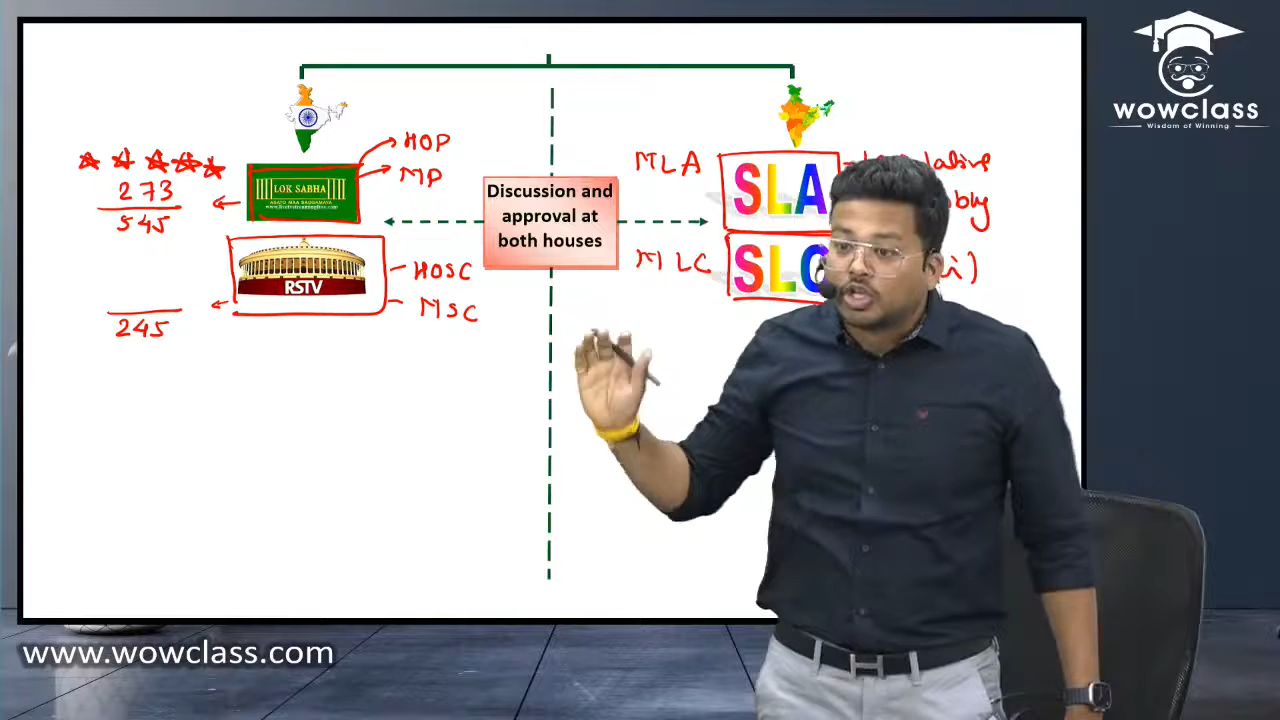 wowclass
Wisdom of Winning
HOP
MP
273
545
LOK SABHA
Discussion and
approval at
both houses
MLA
SLA
RSTV
HOSC
MSC
245
MLC
SL
www.wowclass.com